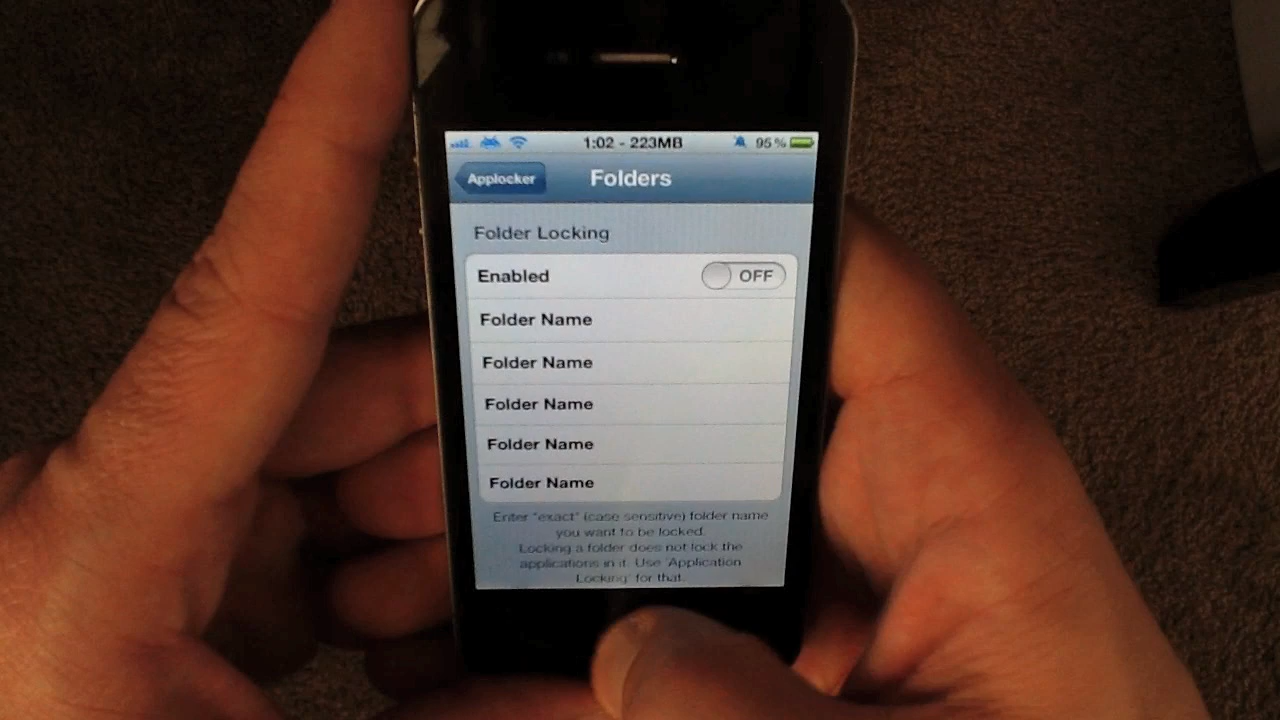 1:02 - 223MB 95%
Applocker Folders
Folder Locking
Enabled OFF
Folder Name
Folder Name
Folder Name
Folder Name
Folder Name
Enter "exact" (case sensitive) folder name
you want to be locked.
Locking a folder does not lock the
applications in it. Use 'Application
Locking' for that.